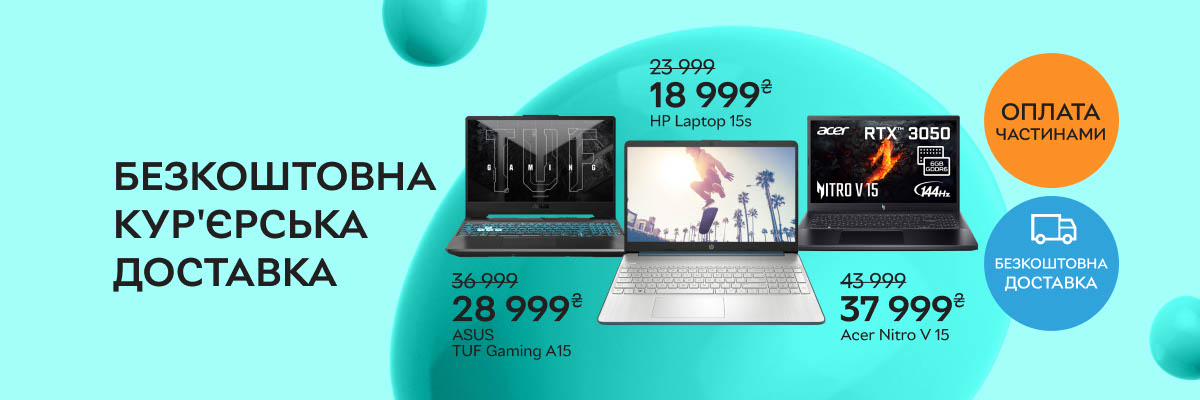 БЕЗКОШТОВНА
КУР'ЄРСЬКА
ДОСТАВКА
23 999
18 999₴
HP Laptop 15s
TUF
GAMING
36 999
28 999₴
ASUS
TUF Gaming A15
acer
RTX™ 3050
6GB
GDDR6
NITRO V 15
144Hz
43 999
37 999₴
Acer Nitro V 15
ОПЛАТА
ЧАСТИНАМИ
БЕЗКОШТОВНА
ДОСТАВКА